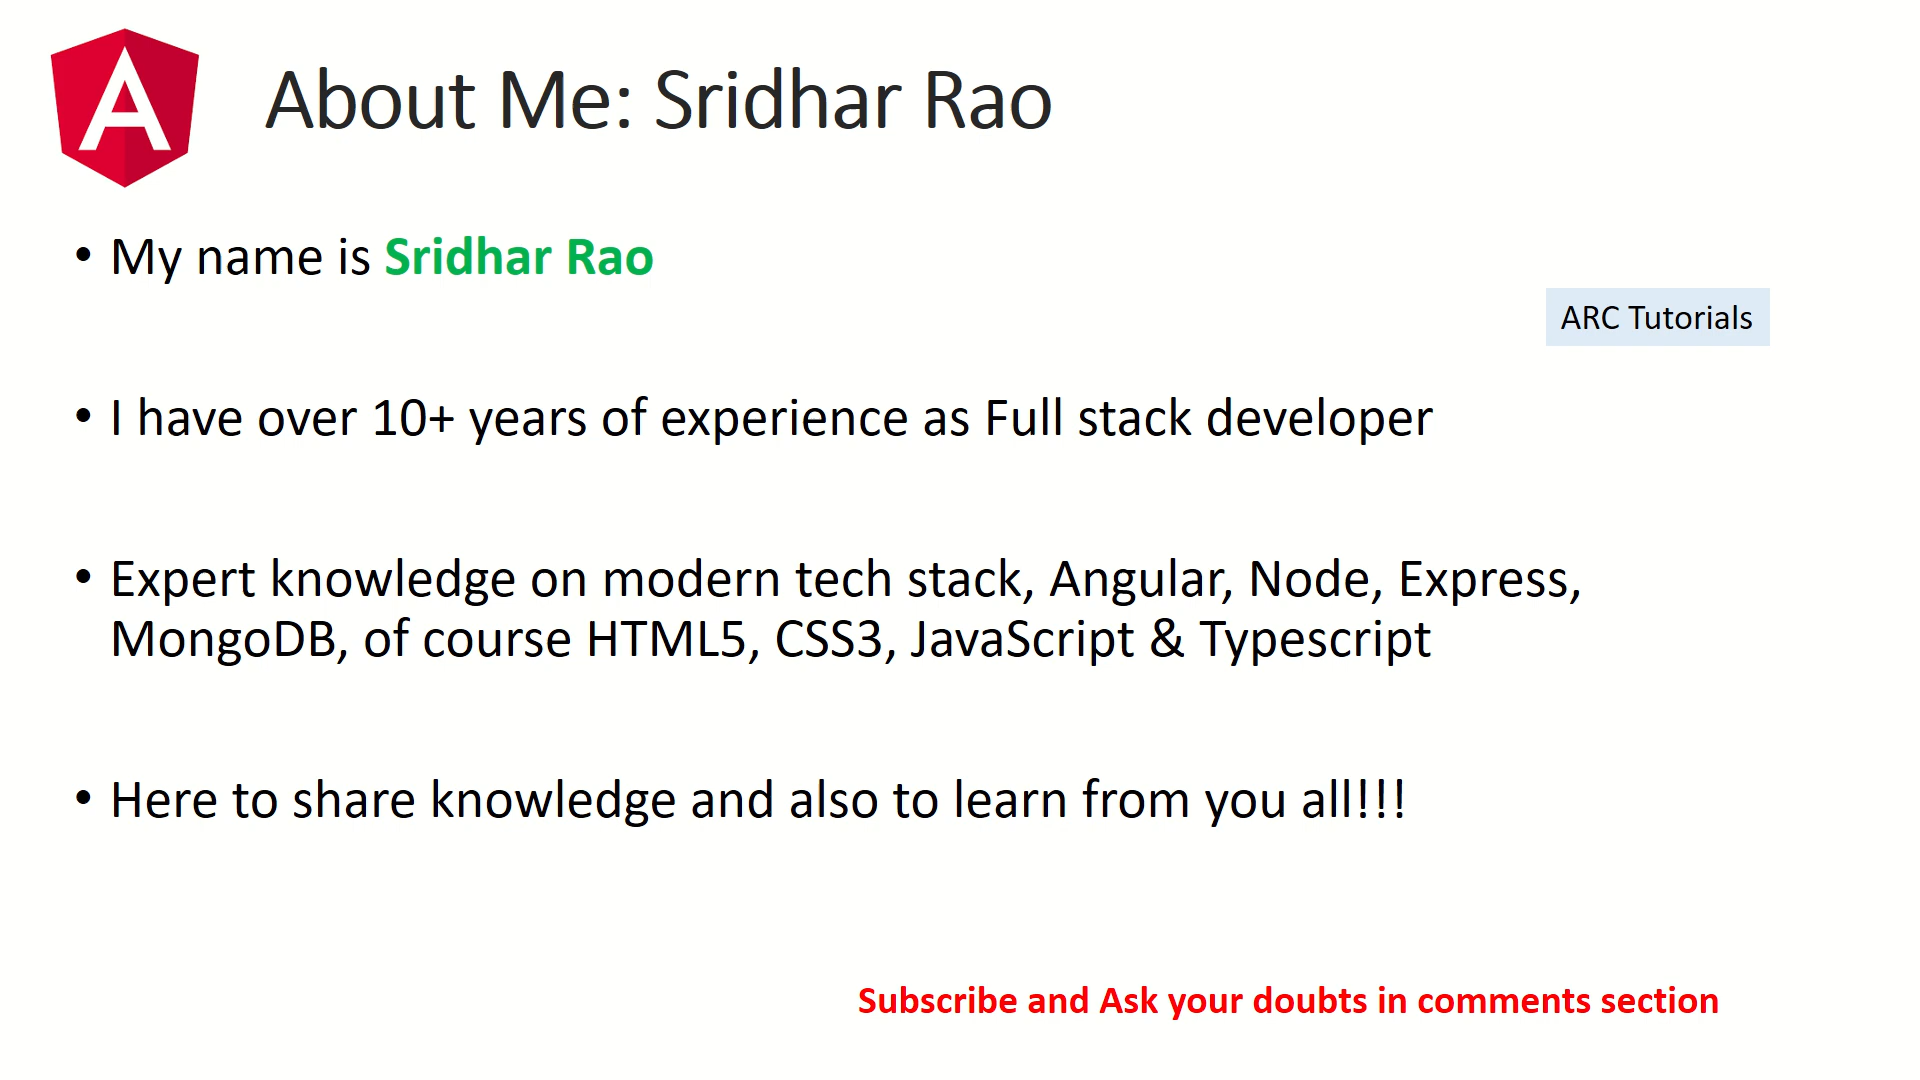 About Me: Sridhar Rao
• My name is Sridhar Rao
ARC Tutorials
• I have over 10+ years of experience as Full stack developer
• Expert knowledge on modern tech stack, Angular, Node, Express,
MongoDB, of course HTML5, CSS3, JavaScript & Typescript
• Here to share knowledge and also to learn from you all!!!
Subscribe and Ask your doubts in comments section